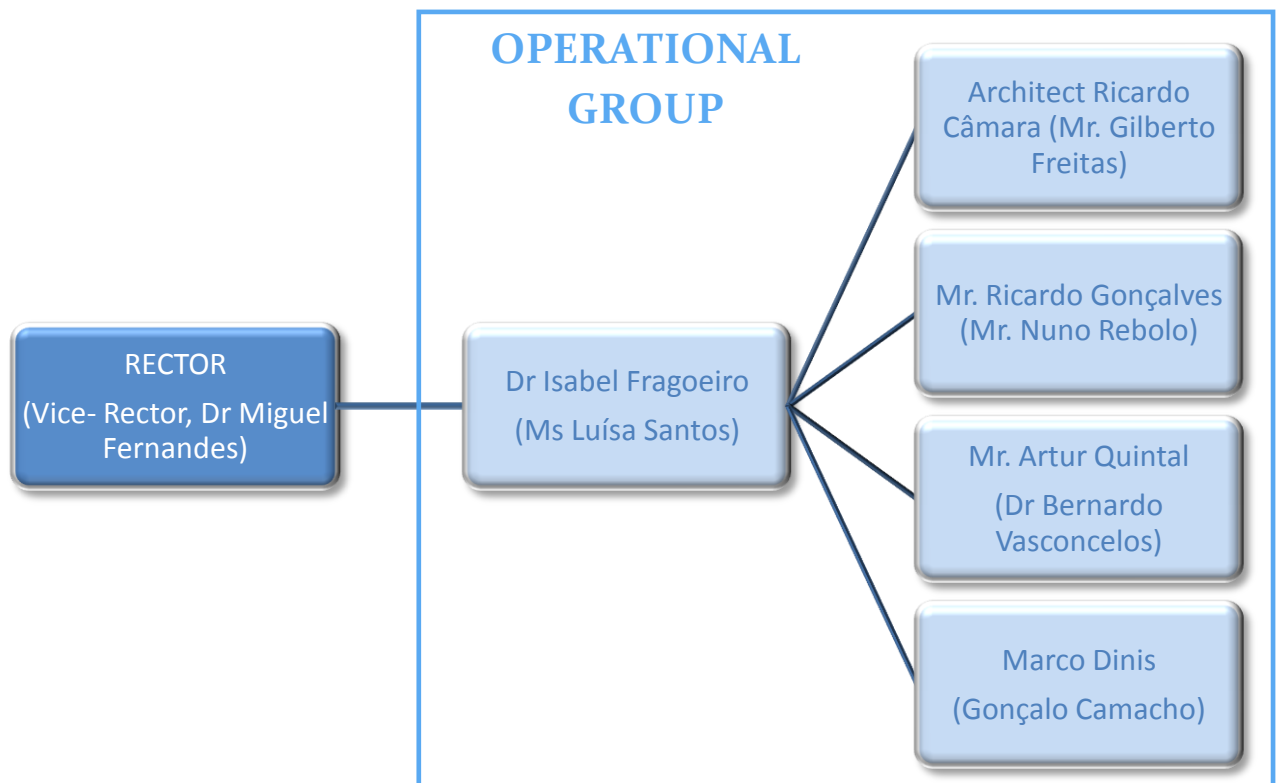 OPERATIONAL
GROUP
RECTOR
(Vice- Rector, Dr Miguel
Fernandes)
Dr Isabel Fragoeiro
(Ms Luísa Santos)
Architect Ricardo
Câmara (Mr. Gilberto
Freitas)
Mr. Ricardo Gonçalves
(Mr. Nuno Rebolo)
Mr. Artur Quintal
(Dr Bernardo
Vasconcelos)
Marco Dinis
(Gonçalo Camacho)